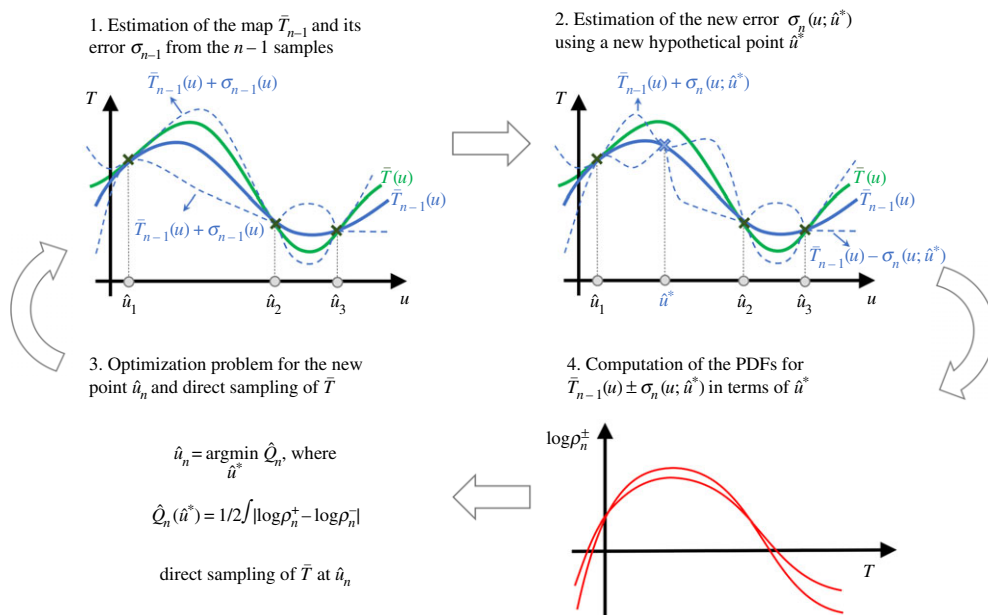 1. Estimation of the map T̄ₙ₋₁ and its
error σₙ₋₁ from the n – 1 samples
T
T̄ₙ₋₁(u) + σₙ₋₁(u)
T̄(u)
T̄ₙ₋₁(u)
T̄ₙ₋₁(u) + σₙ₋₁(u)
û₁
û₂
û₃
u
2. Estimation of the new error σₙ(u; û*)
using a new hypothetical point û*
T
T̄ₙ₋₁(u) + σₙ(u; û*)
T̄(u)
T̄ₙ₋₁(u)
T̄ₙ₋₁(u) – σₙ(u; û*)
û₁
û*
û₂
û₃
u
3. Optimization problem for the new
point ûₙ and direct sampling of T̄
ûₙ = argmin Q̂ₙ, where
û*
Q̂ₙ(û*) = 1/2∫|logρₙ⁺ – logρₙ⁻|
direct sampling of T̄ at ûₙ
4. Computation of the PDFs for
T̄ₙ₋₁(u) ± σₙ(u; û*) in terms of û*
logρₙ±
T